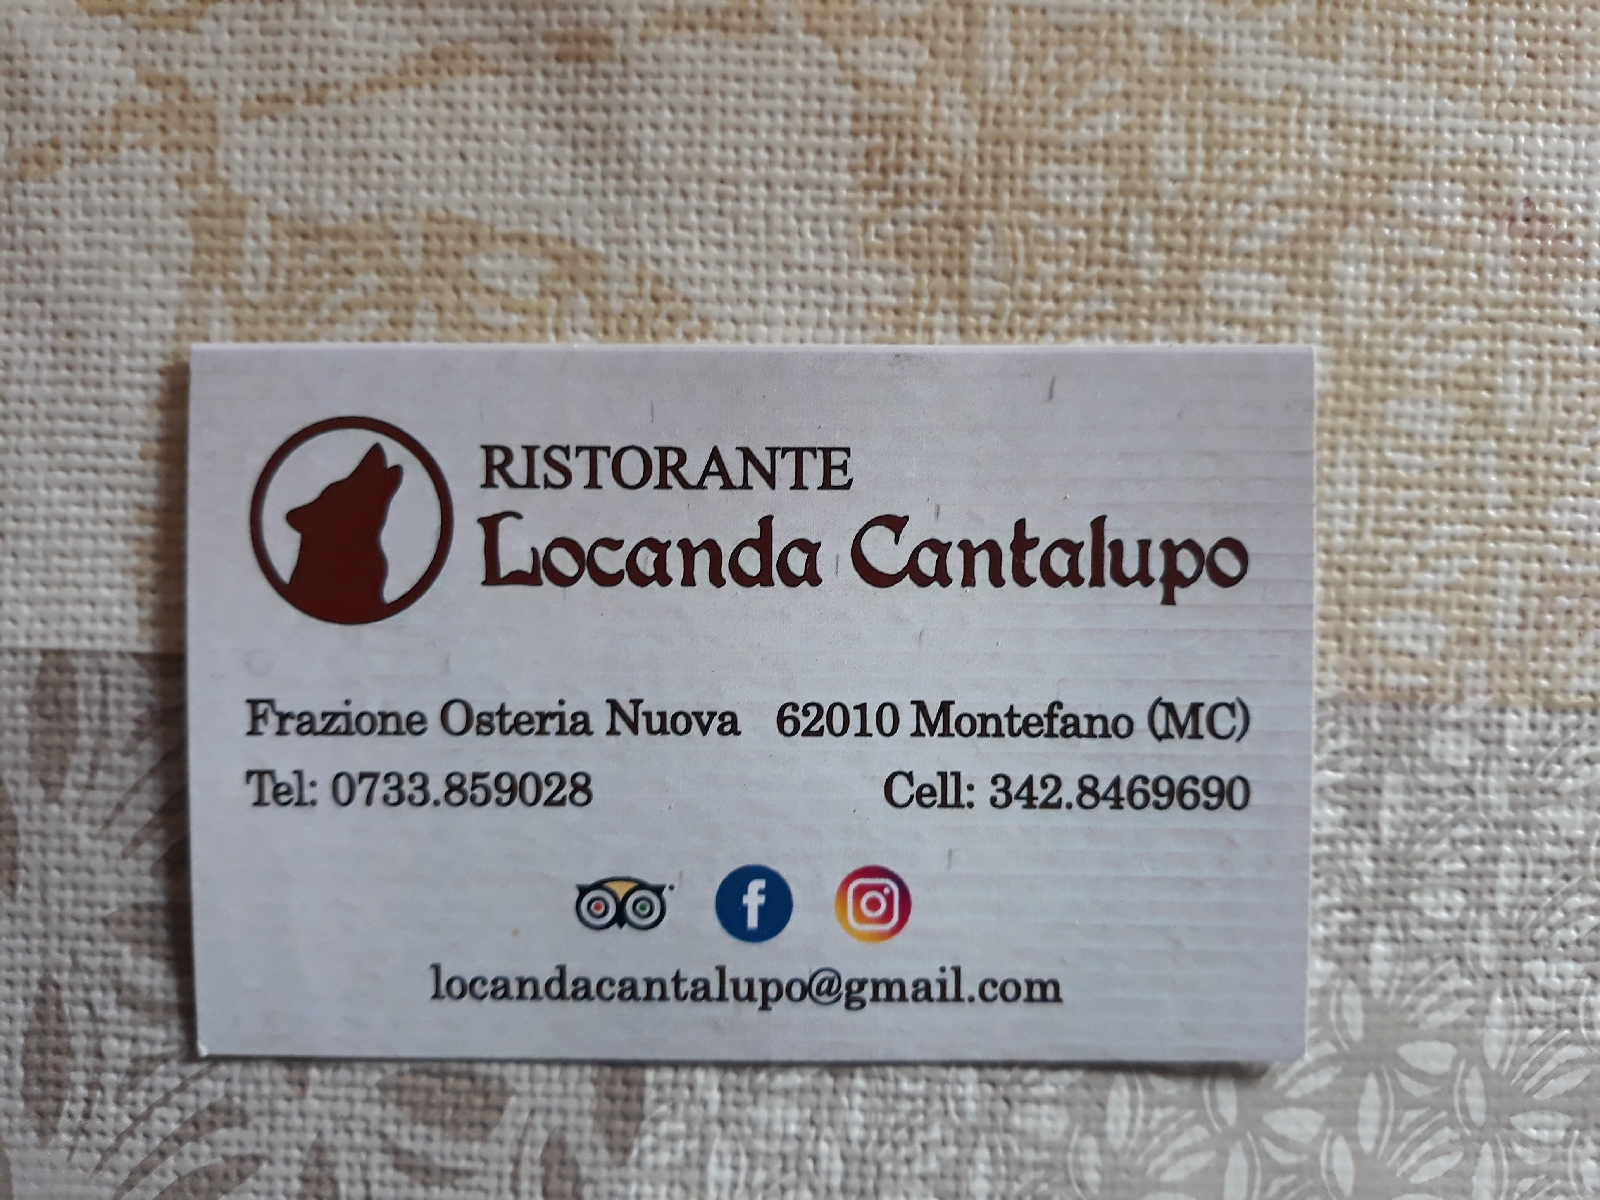 RISTORANTE
Locanda Cantalupo
Frazione Osteria Nuova 62010 Montefano (MC)
Tel: 0733.859028 Cell: 342.8469690
locandacantalupo@gmail.com